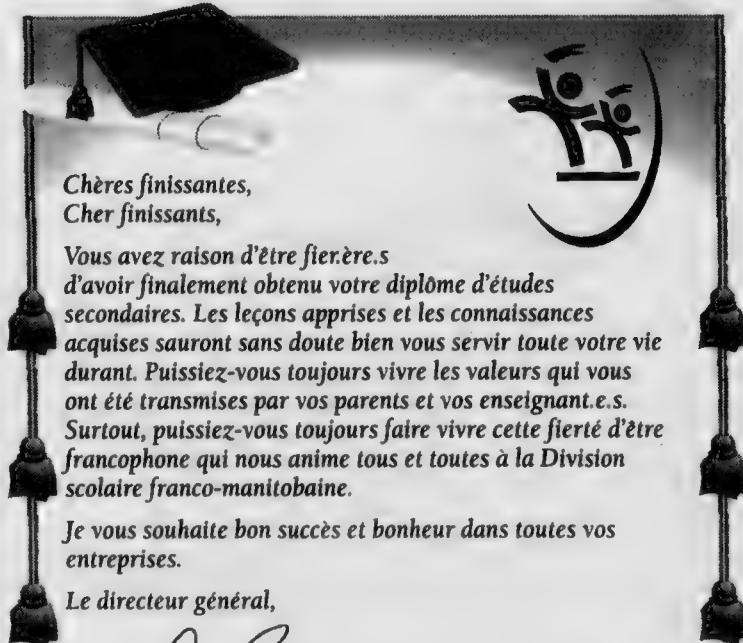 Chères finissantes,
Cher finissants,
Vous avez raison d'être fier.ère.s
d'avoir finalement obtenu votre diplôme d'études
secondaires. Les leçons apprises et les connaissances
acquises sauront sans doute bien vous servir toute votre vie
durant. Puissiez-vous toujours vivre les valeurs qui vous
ont été transmises par vos parents et vos enseignant.e.s.
Surtout, puissiez-vous toujours faire vivre cette fierté d'être
francophone qui nous anime tous et toutes à la Division
scolaire franco-manitobaine.
Je vous souhaite bon succès et bonheur dans toutes vos
entreprises.
Le directeur général,